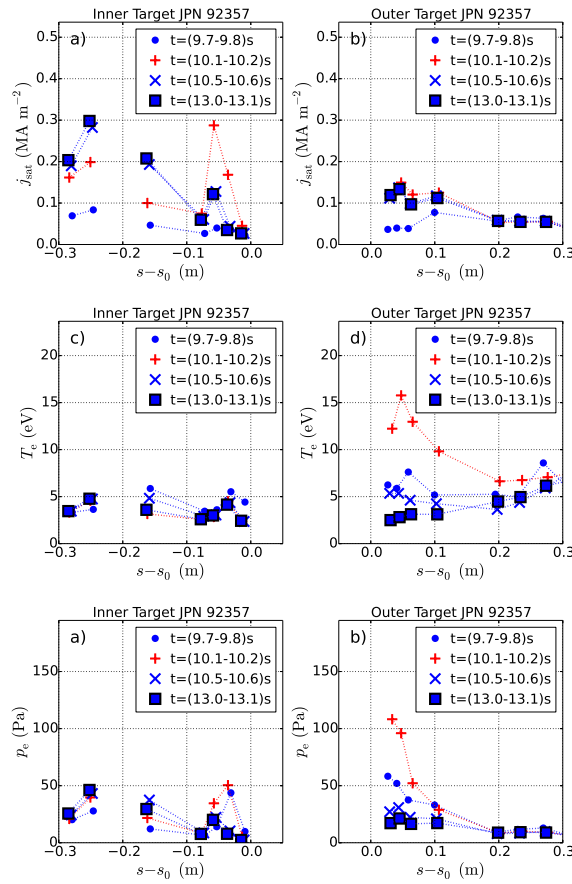 Inner Target JPN 92357
a)
t=(9.7-9.8)s
t=(10.1-10.2)s
t=(10.5-10.6)s
t=(13.0-13.1)s
0.5
0.4
0.3
0.2
0.1
0.0
j_sat (MA m⁻²)
−0.3 −0.2 −0.1 0.0
s−s₀ (m)
Outer Target JPN 92357
b)
t=(9.7-9.8)s
t=(10.1-10.2)s
t=(10.5-10.6)s
t=(13.0-13.1)s
0.5
0.4
0.3
0.2
0.1
0.0
j_sat (MA m⁻²)
0.0 0.1 0.2 0.3
s−s₀ (m)
Inner Target JPN 92357
c)
t=(9.7-9.8)s
t=(10.1-10.2)s
t=(10.5-10.6)s
t=(13.0-13.1)s
20
15
10
5
0
T_e (eV)
−0.3 −0.2 −0.1 0.0
s−s₀ (m)
Outer Target JPN 92357
d)
t=(9.7-9.8)s
t=(10.1-10.2)s
t=(10.5-10.6)s
t=(13.0-13.1)s
20
15
10
5
0
T_e (eV)
0.0 0.1 0.2 0.3
s−s₀ (m)
Inner Target JPN 92357
a)
t=(9.7-9.8)s
t=(10.1-10.2)s
t=(10.5-10.6)s
t=(13.0-13.1)s
150
100
50
0
p_e (Pa)
−0.3 −0.2 −0.1 0.0
s−s₀ (m)
Outer Target JPN 92357
b)
t=(9.7-9.8)s
t=(10.1-10.2)s
t=(10.5-10.6)s
t=(13.0-13.1)s
150
100
50
0
p_e (Pa)
0.0 0.1 0.2 0.3
s−s₀ (m)